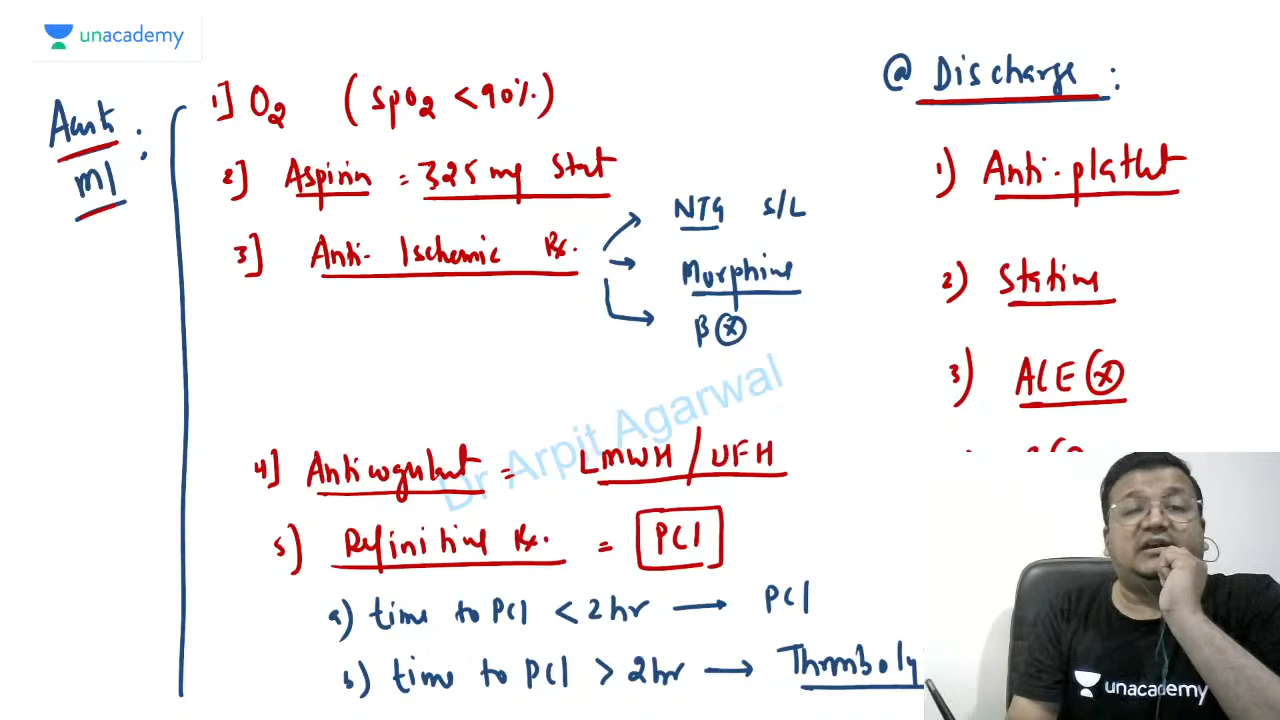 unacademy
Acute MI :
1] O2 (SpO2 <90%)
2] Aspirin = 325 mg Stat
3] Anti- Ischemic Rx.
NTG S/L
Morphine
β ⓧ
4] Anticoagulant = LMWH / UFH
5) Definitive Rx. = PCI
a) time to PCI < 2hr → PCI
b) time to PCI > 2hr → Thromboly
@ Discharge :
1) Anti-platlet
2) Statins
3) ACE ⓧ
Dr Arpit Agarwal
unacademy